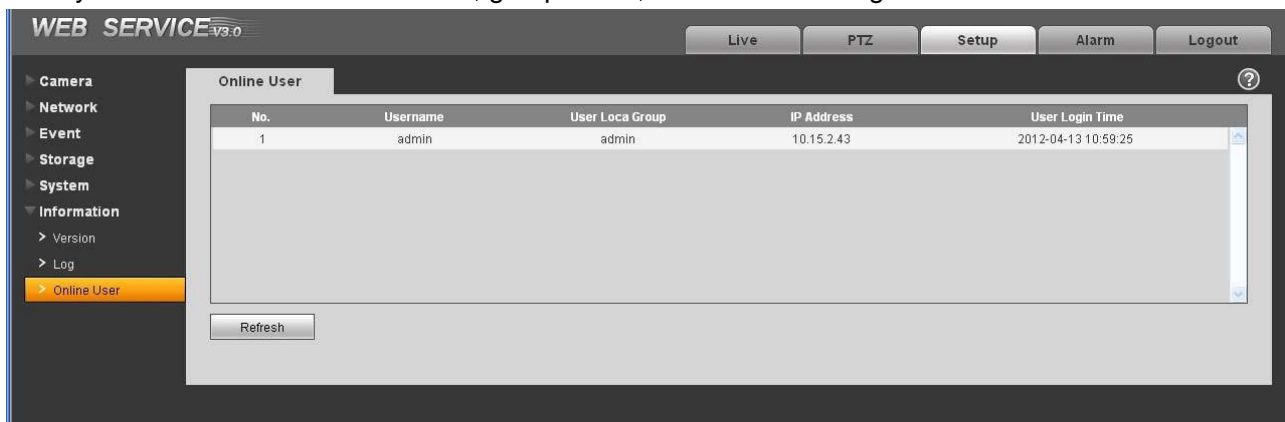 WEB SERVICE V3.0
Live PTZ Setup Alarm Logout
Camera
Network
Event
Storage
System
Information
> Version
> Log
> Online User
Online User
No. Username User Loca Group IP Address User Login Time
1 admin admin 10.15.2.43 2012-04-13 10:59:25
Refresh